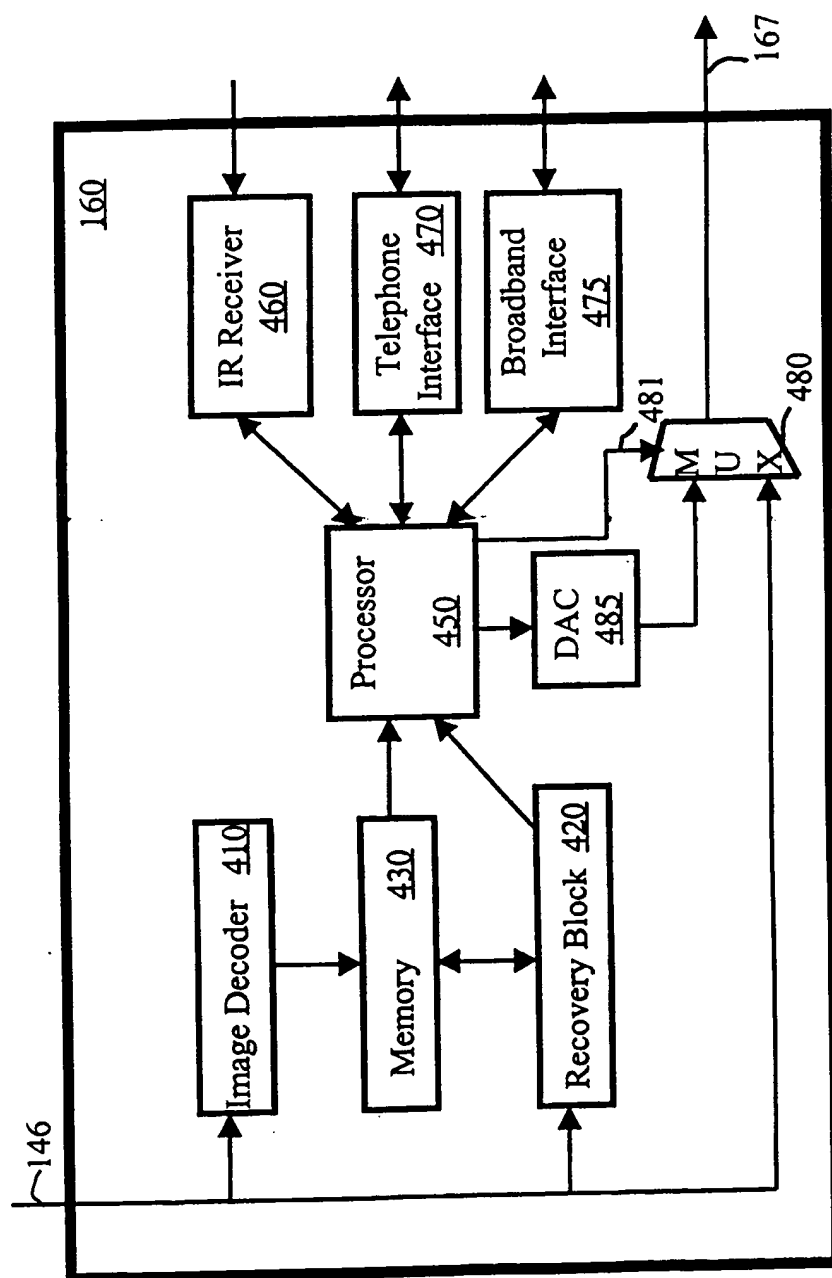 146
160
Image Decoder 410
Memory 430
Recovery Block 420
Processor
450
DAC
485
IR Receiver
460
Telephone
Interface 470
Broadband
Interface
475
481
M
U
X
480
167